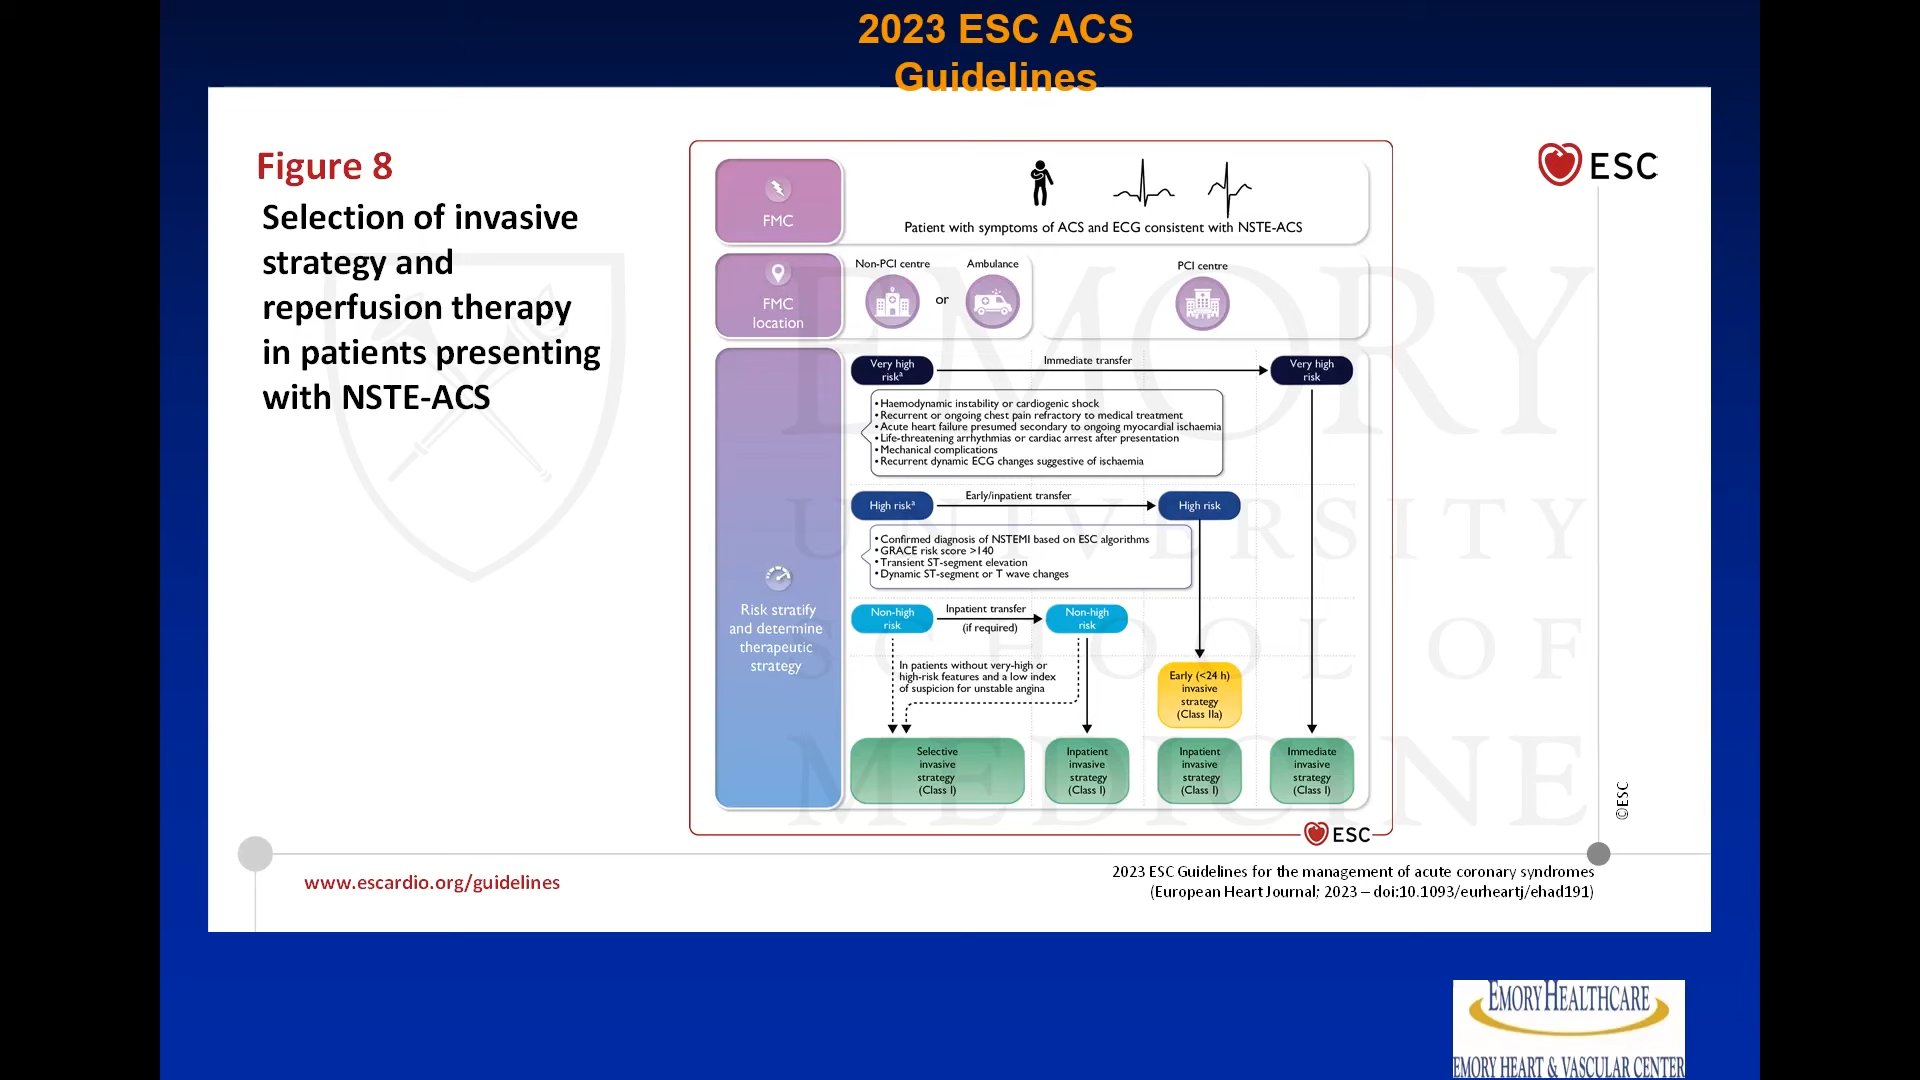 2023 ESC ACS
Guidelines
Figure 8
Selection of invasive
strategy and
reperfusion therapy
in patients presenting
with NSTE-ACS
ESC
FMC
Patient with symptoms of ACS and ECG consistent with NSTE-ACS
FMC
location
Non-PCI centre
or
Ambulance
PCI centre
Risk stratify
and determine
therapeutic
strategy
Very high
riskª
Immediate transfer
Very high
risk
• Haemodynamic instability or cardiogenic shock
• Recurrent or ongoing chest pain refractory to medical treatment
• Acute heart failure presumed secondary to ongoing myocardial ischaemia
• Life-threatening arrhythmias or cardiac arrest after presentation
• Mechanical complications
• Recurrent dynamic ECG changes suggestive of ischaemia
High riskª
Early/inpatient transfer
High risk
• Confirmed diagnosis of NSTEMI based on ESC algorithms
• GRACE risk score >140
• Transient ST-segment elevation
• Dynamic ST-segment or T wave changes
Non-high
risk
Inpatient transfer
(if required)
Non-high
risk
In patients without very-high or
high-risk features and a low index
of suspicion for unstable angina
Early (<24 h)
invasive
strategy
(Class IIa)
Selective
invasive
strategy
(Class I)
Inpatient
invasive
strategy
(Class I)
Inpatient
invasive
strategy
(Class I)
Immediate
invasive
strategy
(Class I)
ESC
©ESC
EMORY
UNIVERSITY
SCHOOL OF
MEDICINE
www.escardio.org/guidelines
2023 ESC Guidelines for the management of acute coronary syndromes
(European Heart Journal; 2023 – doi:10.1093/eurheartj/ehad191)
EMORY HEALTHCARE
EMORY HEART & VASCULAR CENTER